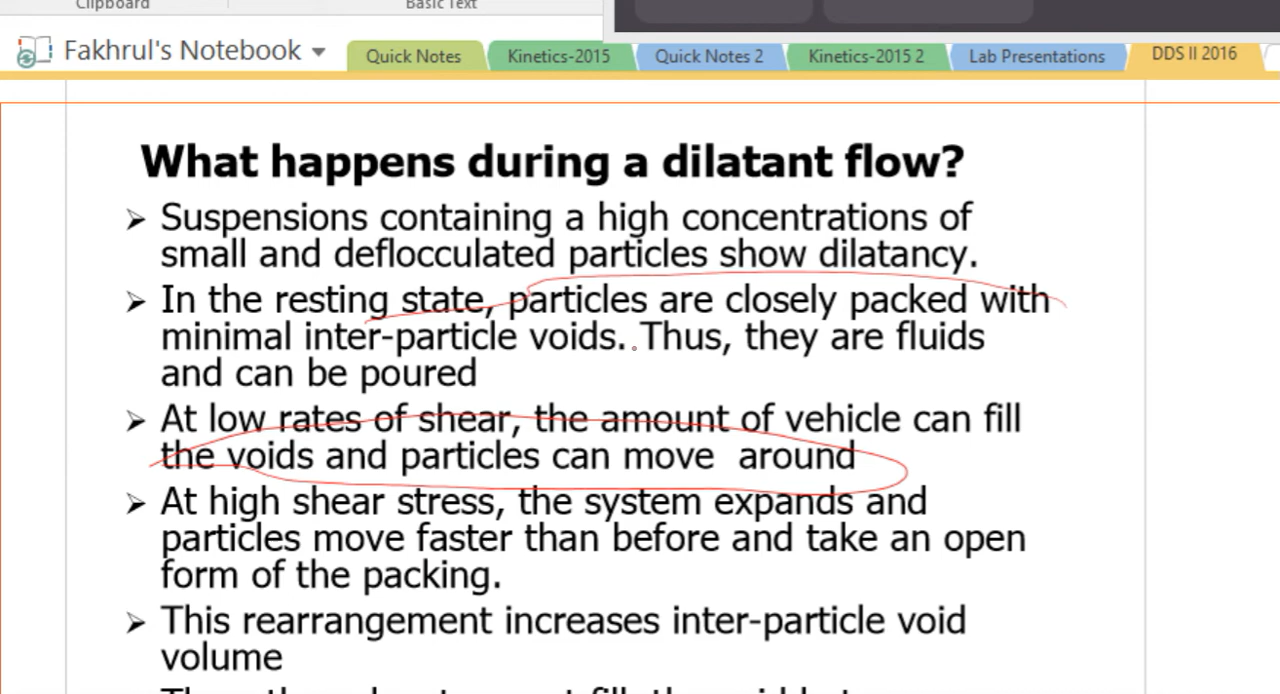 Clipboard
Basic Text
Fakhrul's Notebook
Quick Notes
Kinetics-2015
Quick Notes 2
Kinetics-2015 2
Lab Presentations
DDS II 2016
What happens during a dilatant flow?
➢ Suspensions containing a high concentrations of
small and deflocculated particles show dilatancy.
➢ In the resting state, particles are closely packed with
minimal inter-particle voids. Thus, they are fluids
and can be poured
➢ At low rates of shear, the amount of vehicle can fill
the voids and particles can move around
➢ At high shear stress, the system expands and
particles move faster than before and take an open
form of the packing.
➢ This rearrangement increases inter-particle void
volume